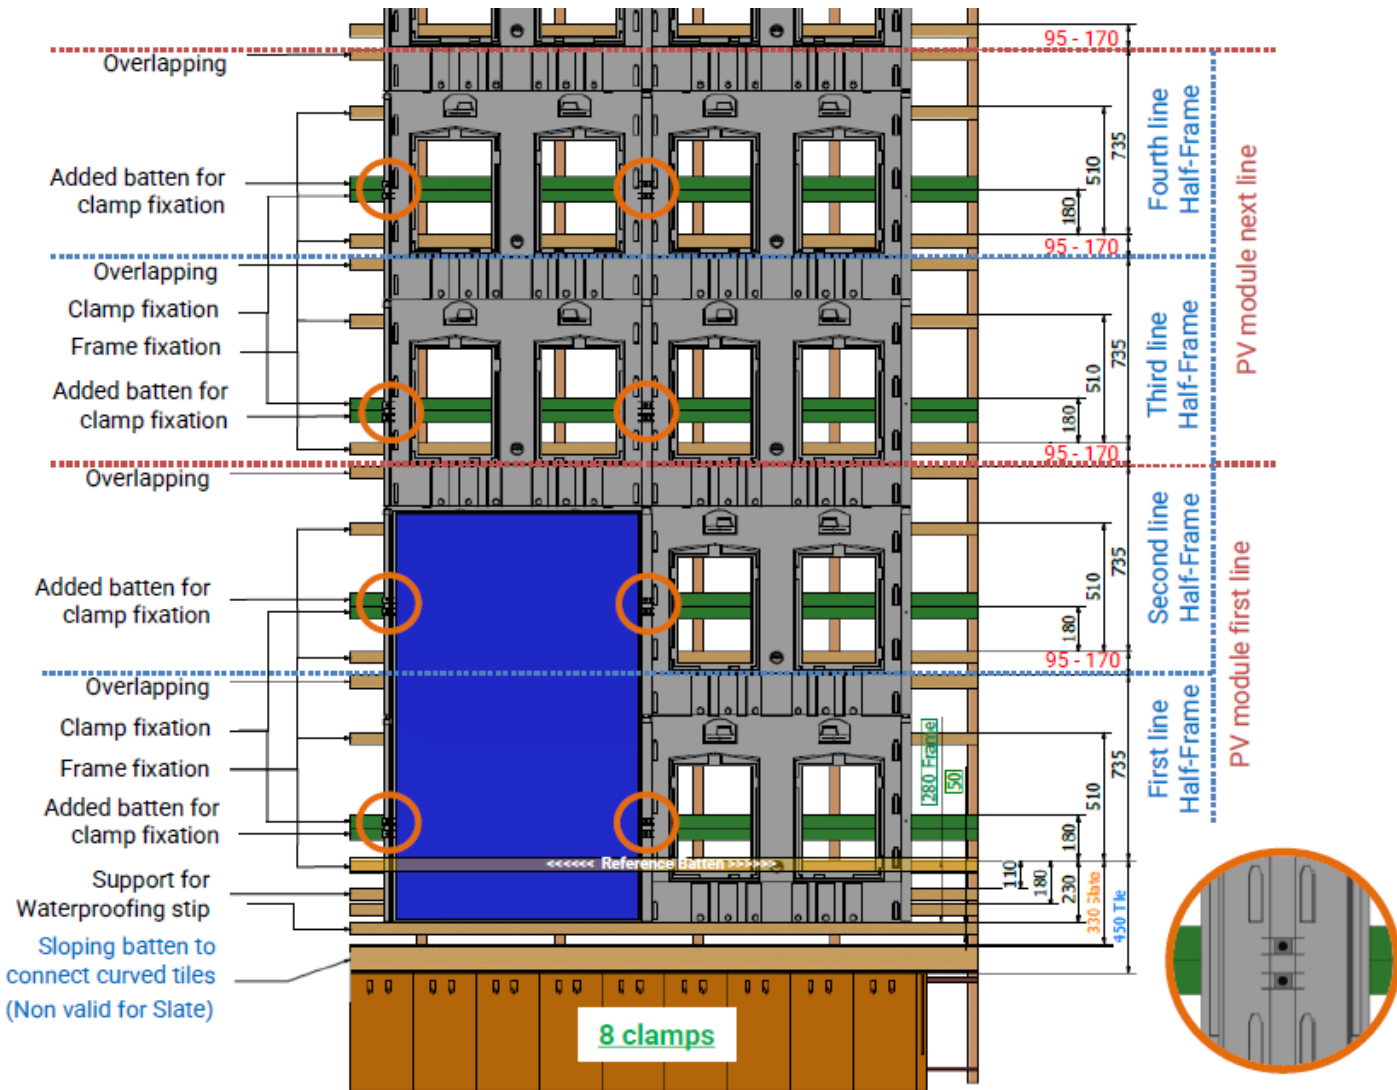 95 - 170
Overlapping
Added batten for
clamp fixation
Overlapping
Clamp fixation
Frame fixation
Added batten for
clamp fixation
Overlapping
Added batten for
clamp fixation
Overlapping
Clamp fixation
Frame fixation
Added batten for
clamp fixation
Support for
Waterproofing stip
Sloping batten to
connect curved tiles
(Non valid for Slate)
<<<<<< Reference Batten >>>>>>
8 clamps
735
510
180
95 - 170
Fourth line
Half-Frame
PV module next line
735
510
180
95 - 170
Third line
Half-Frame
735
510
180
95 - 170
Second line
Half-Frame
PV module first line
735
510
180
First line
Half-Frame
280 Frame
50
110
180
230
330 Slate
450 Tile